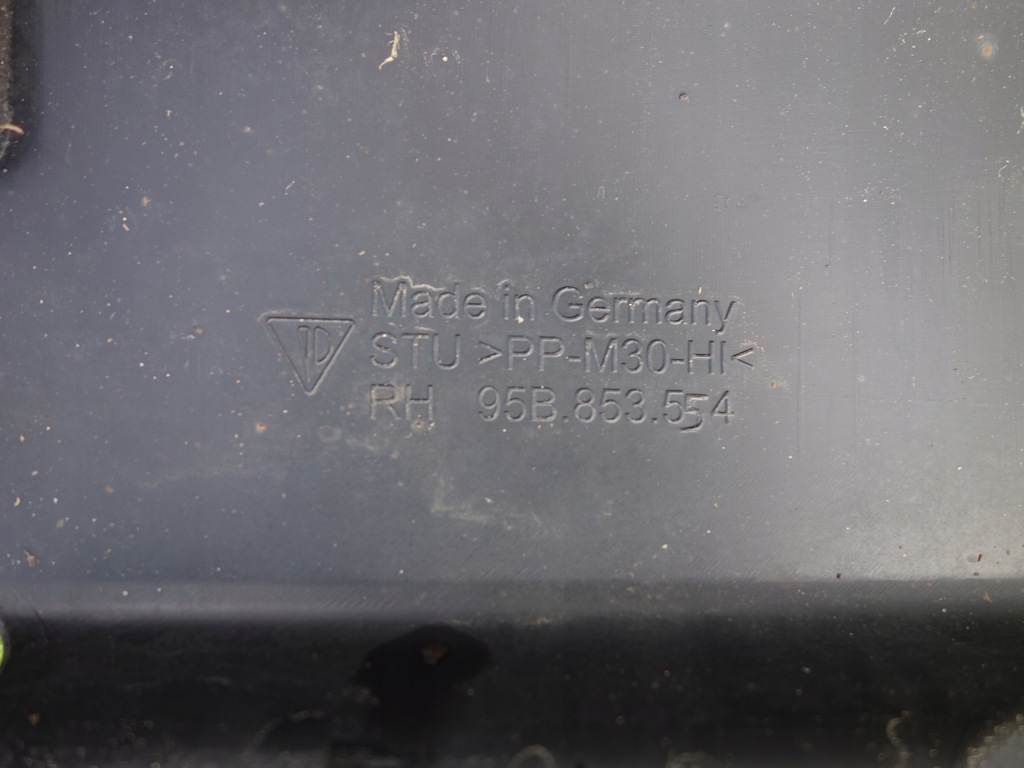 Made in Germany
STU >PP-M30-HI<
RH 95B.853.554